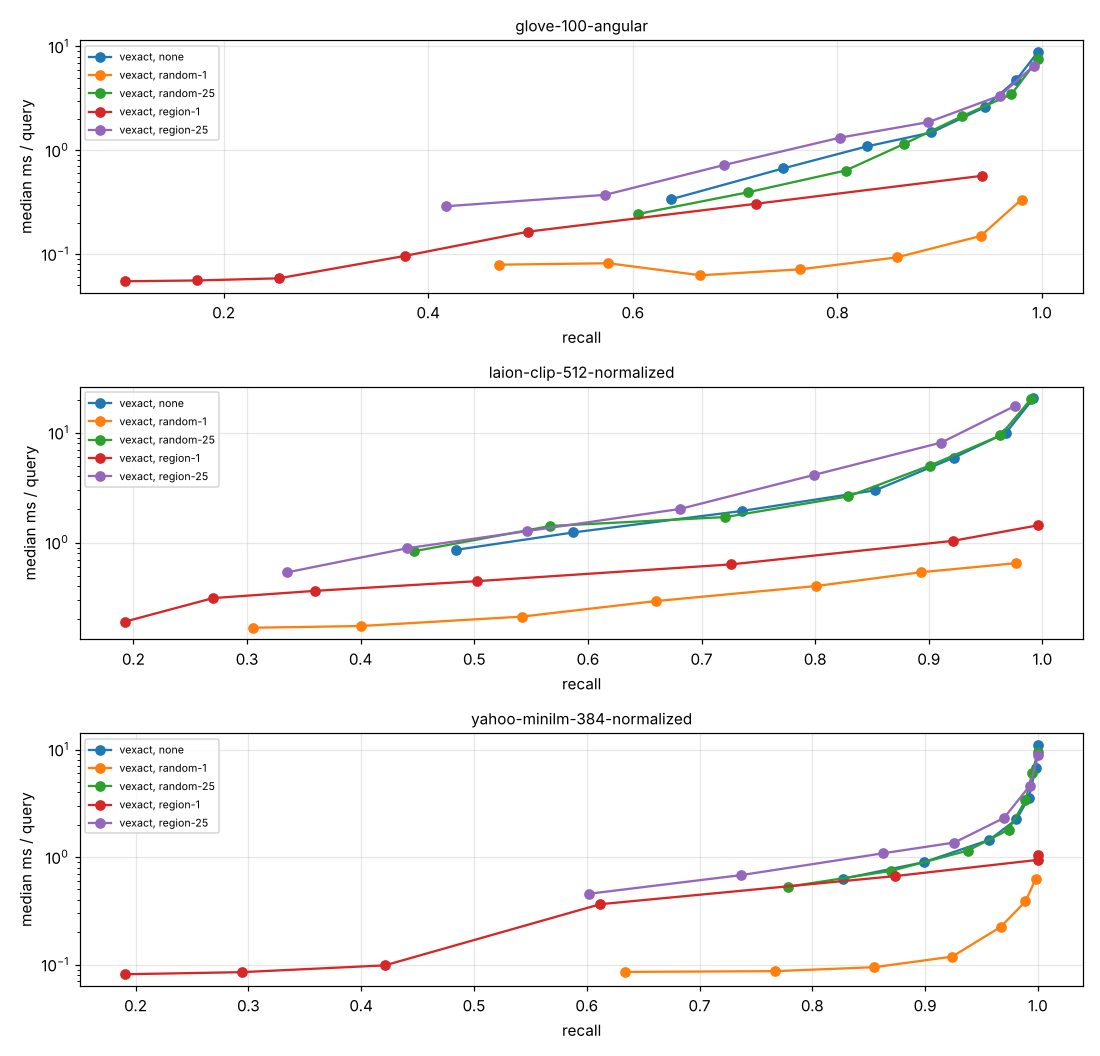 glove-100-angular
10¹
10⁰
10⁻¹
median ms / query
vexact, none
vexact, random-1
vexact, random-25
vexact, region-1
vexact, region-25
0.2 0.4 0.6 0.8 1.0
recall
laion-clip-512-normalized
10¹
10⁰
median ms / query
vexact, none
vexact, random-1
vexact, random-25
vexact, region-1
vexact, region-25
0.2 0.3 0.4 0.5 0.6 0.7 0.8 0.9 1.0
recall
yahoo-minilm-384-normalized
10¹
10⁰
10⁻¹
median ms / query
vexact, none
vexact, random-1
vexact, random-25
vexact, region-1
vexact, region-25
0.2 0.3 0.4 0.5 0.6 0.7 0.8 0.9 1.0
recall